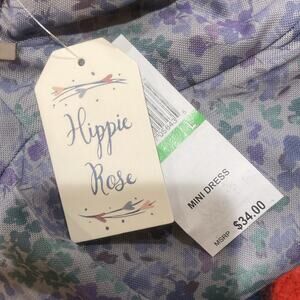 Hippie
Rose
L
MINI DRESS
MSRP $34.00